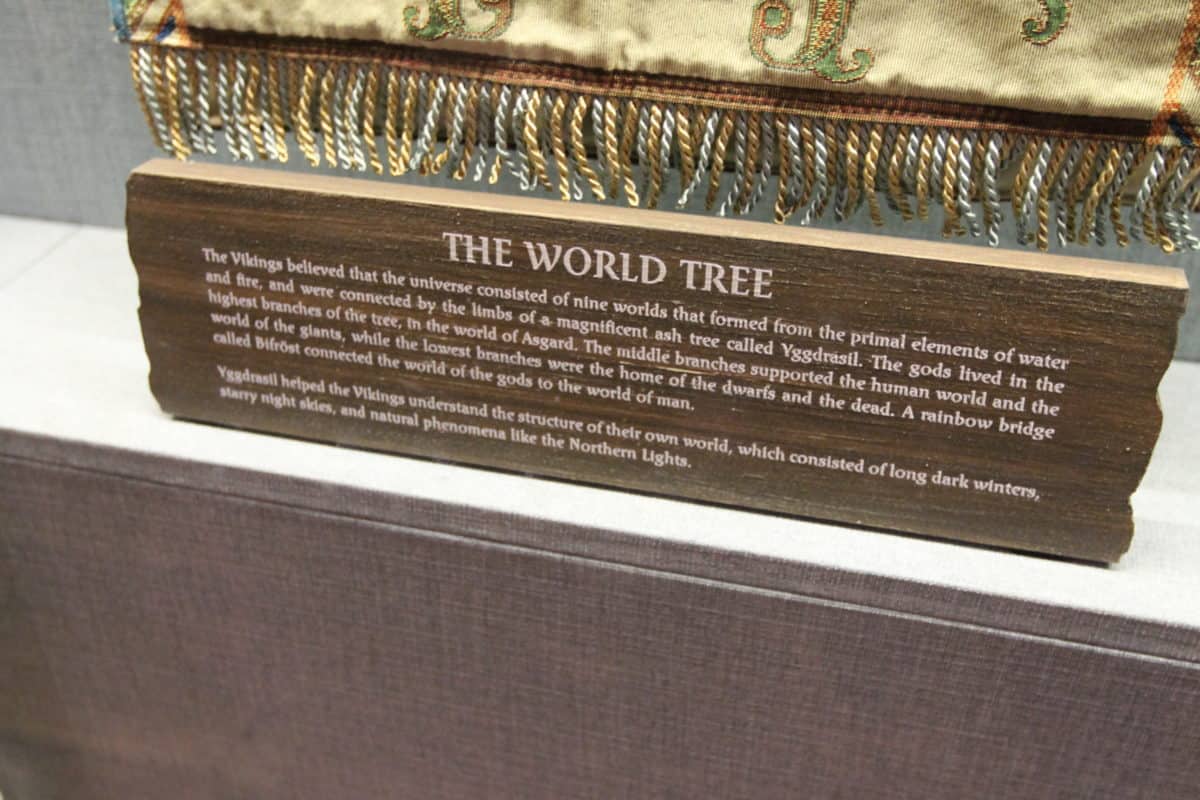 THE WORLD TREE
The Vikings believed that the universe consisted of nine worlds that formed from the primal elements of water
and fire, and were connected by the limbs of a magnificent ash tree called Yggdrasil. The gods lived in the
highest branches of the tree, in the world of Asgard. The middle branches supported the human world and the
world of the giants, while the lowest branches were the home of the dwarfs and the dead. A rainbow bridge
called Bifröst connected the world of the gods to the world of man.
Yggdrasil helped the Vikings understand the structure of their own world, which consisted of long dark winters,
starry night skies, and natural phenomena like the Northern Lights.